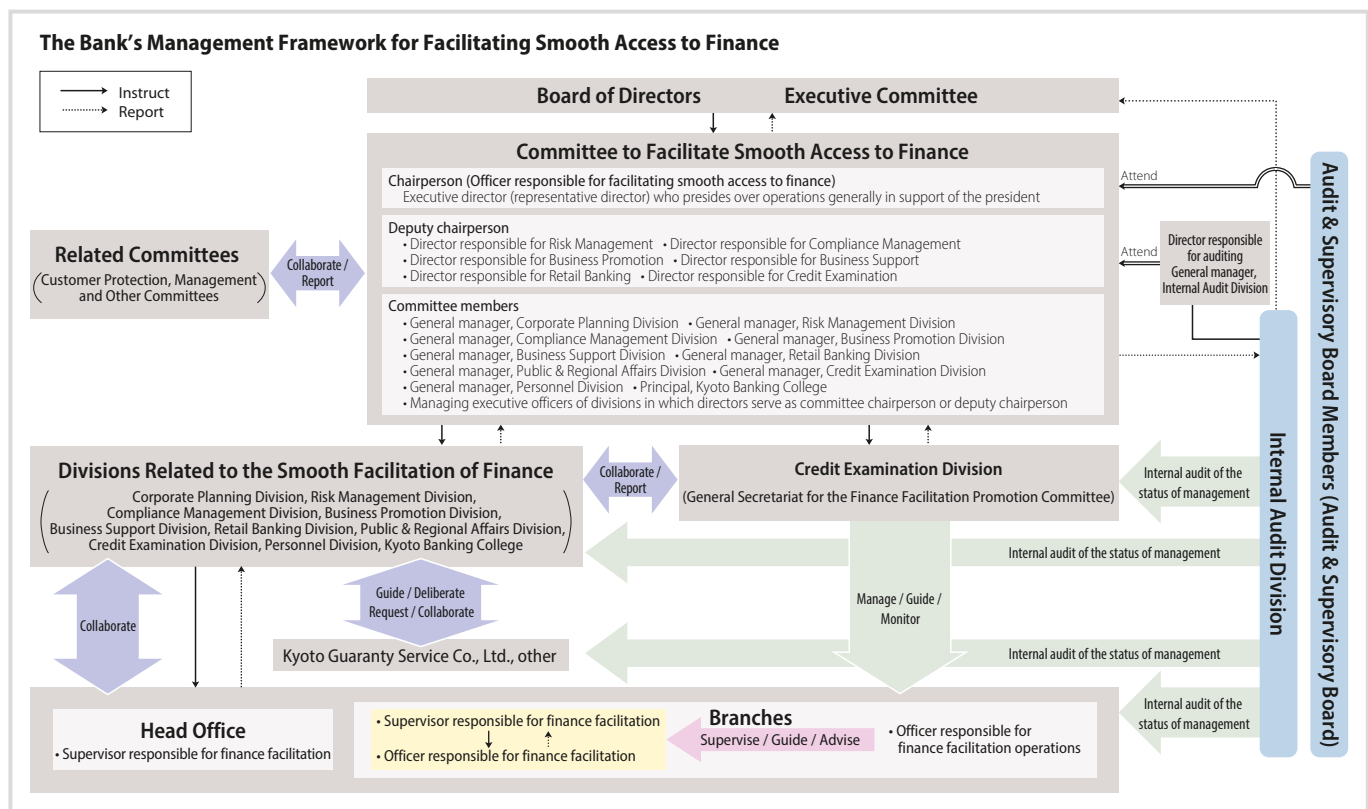 The Bank’s Management Framework for Facilitating Smooth Access to Finance
Instruct
Report
Board of Directors Executive Committee
Committee to Facilitate Smooth Access to Finance
Chairperson (Officer responsible for facilitating smooth access to finance)
Executive director (representative director) who presides over operations generally in support of the president
Deputy chairperson
• Director responsible for Risk Management • Director responsible for Compliance Management
• Director responsible for Business Promotion • Director responsible for Business Support
• Director responsible for Retail Banking • Director responsible for Credit Examination
Committee members
• General manager, Corporate Planning Division • General manager, Risk Management Division
• General manager, Compliance Management Division • General manager, Business Promotion Division
• General manager, Business Support Division • General manager, Retail Banking Division
• General manager, Public & Regional Affairs Division • General manager, Credit Examination Division
• General manager, Personnel Division • Principal, Kyoto Banking College
• Managing executive officers of divisions in which directors serve as committee chairperson or deputy chairperson
Related Committees
(Customer Protection, Management
and Other Committees)
Collaborate /
Report
Attend
Attend
Director responsible
for auditing
General manager,
Internal Audit Division
Audit & Supervisory Board Members (Audit & Supervisory Board)
Internal Audit Division
Divisions Related to the Smooth Facilitation of Finance
(Corporate Planning Division, Risk Management Division,
Compliance Management Division, Business Promotion Division,
Business Support Division, Retail Banking Division, Public & Regional Affairs Division,
Credit Examination Division, Personnel Division, Kyoto Banking College)
Collaborate /
Report
Credit Examination Division
(General Secretariat for the Finance Facilitation Promotion Committee)
Internal audit of the
status of management
Internal audit of the status of management
Collaborate
Guide / Deliberate
Request / Collaborate
Manage / Guide /
Monitor
Kyoto Guaranty Service Co., Ltd., other
Internal audit of the status of management
Internal audit of the
status of management
Head Office
• Supervisor responsible for finance facilitation
Branches
• Supervisor responsible for finance facilitation
• Officer responsible for finance facilitation
Supervise / Guide / Advise
• Officer responsible for
finance facilitation operations